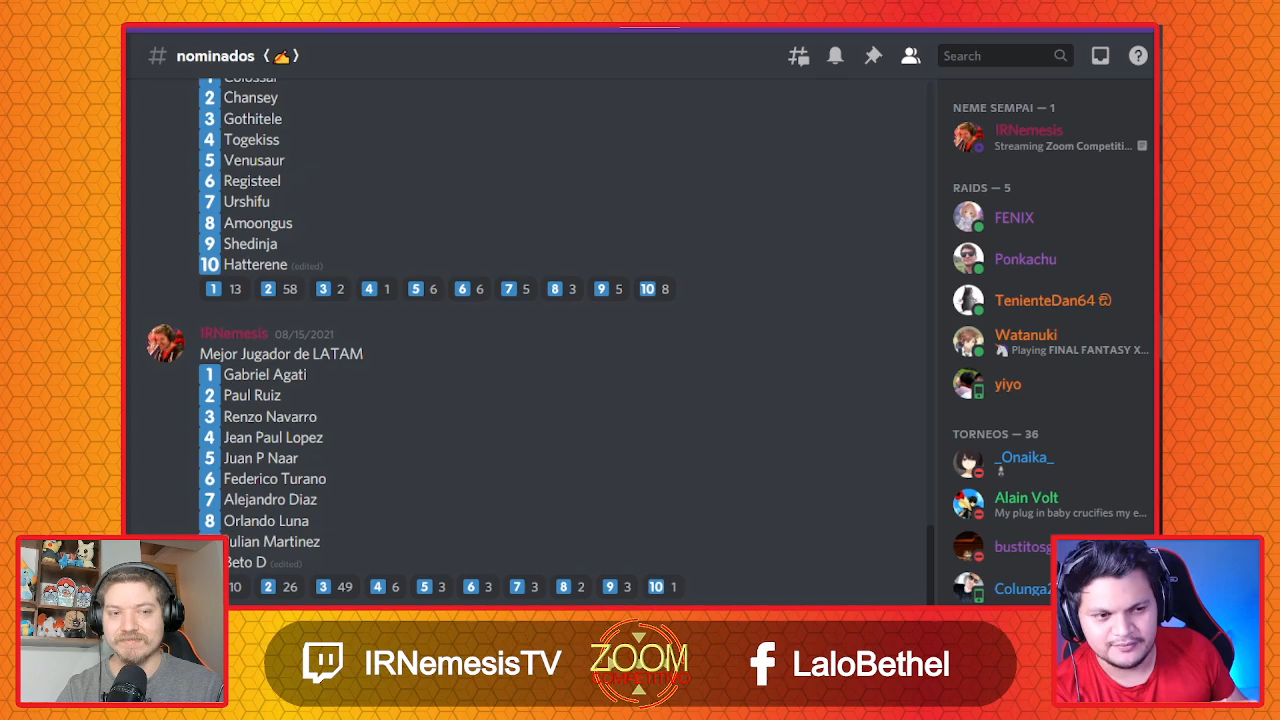 # nominados 《✍》
Search
1 Colossal
2 Chansey
3 Gothitele
4 Togekiss
5 Venusaur
6 Registeel
7 Urshifu
8 Amoongus
9 Shedinja
10 Hatterene (edited)
1 13 2 58 3 2 4 1 5 6 6 6 7 5 8 3 9 5 10 8
IRNemesis 08/15/2021
Mejor Jugador de LATAM
1 Gabriel Agati
2 Paul Ruiz
3 Renzo Navarro
4 Jean Paul Lopez
5 Juan P Naar
6 Federico Turano
7 Alejandro Diaz
8 Orlando Luna
Julian Martinez
Beto D (edited)
10 2 26 3 49 4 6 5 3 6 3 7 3 8 2 9 3 10 1
NEME SEMPAI — 1
IRNemesis
Streaming Zoom Competiti...
RAIDS — 5
FENIX
Ponkachu
TenienteDan64
Watanuki
Playing FINAL FANTASY X...
yiyo
TORNEOS — 36
_Onaika_
Alain Volt
My plug in baby crucifies my e...
bustitosg
Colunga2
IRNemesisTV
ZOOM
COMPETITIVO
LaloBethel